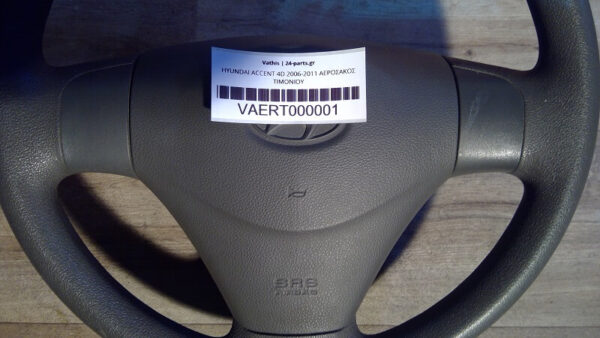 Vathis | 24-parts.gr
HYUNDAI ACCENT 4D 2006-2011 ΑΕΡΟΣΑΚΟΣ
ΤΙΜΟΝΙΟΥ
VAERT000001
SRS
AIRBAG